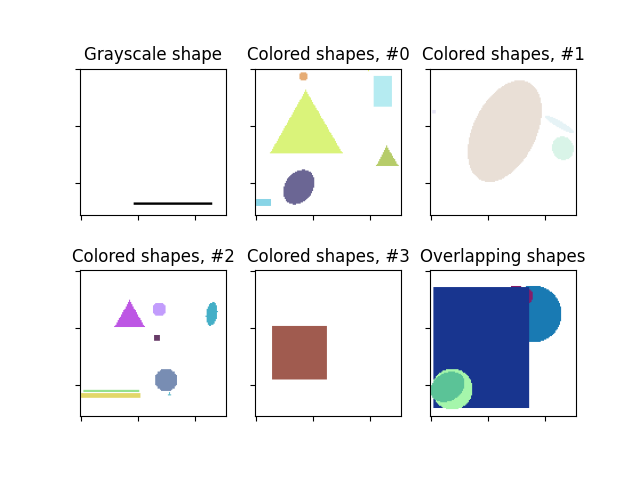 Grayscale shape
Colored shapes, #0
Colored shapes, #1
Colored shapes, #2
Colored shapes, #3
Overlapping shapes